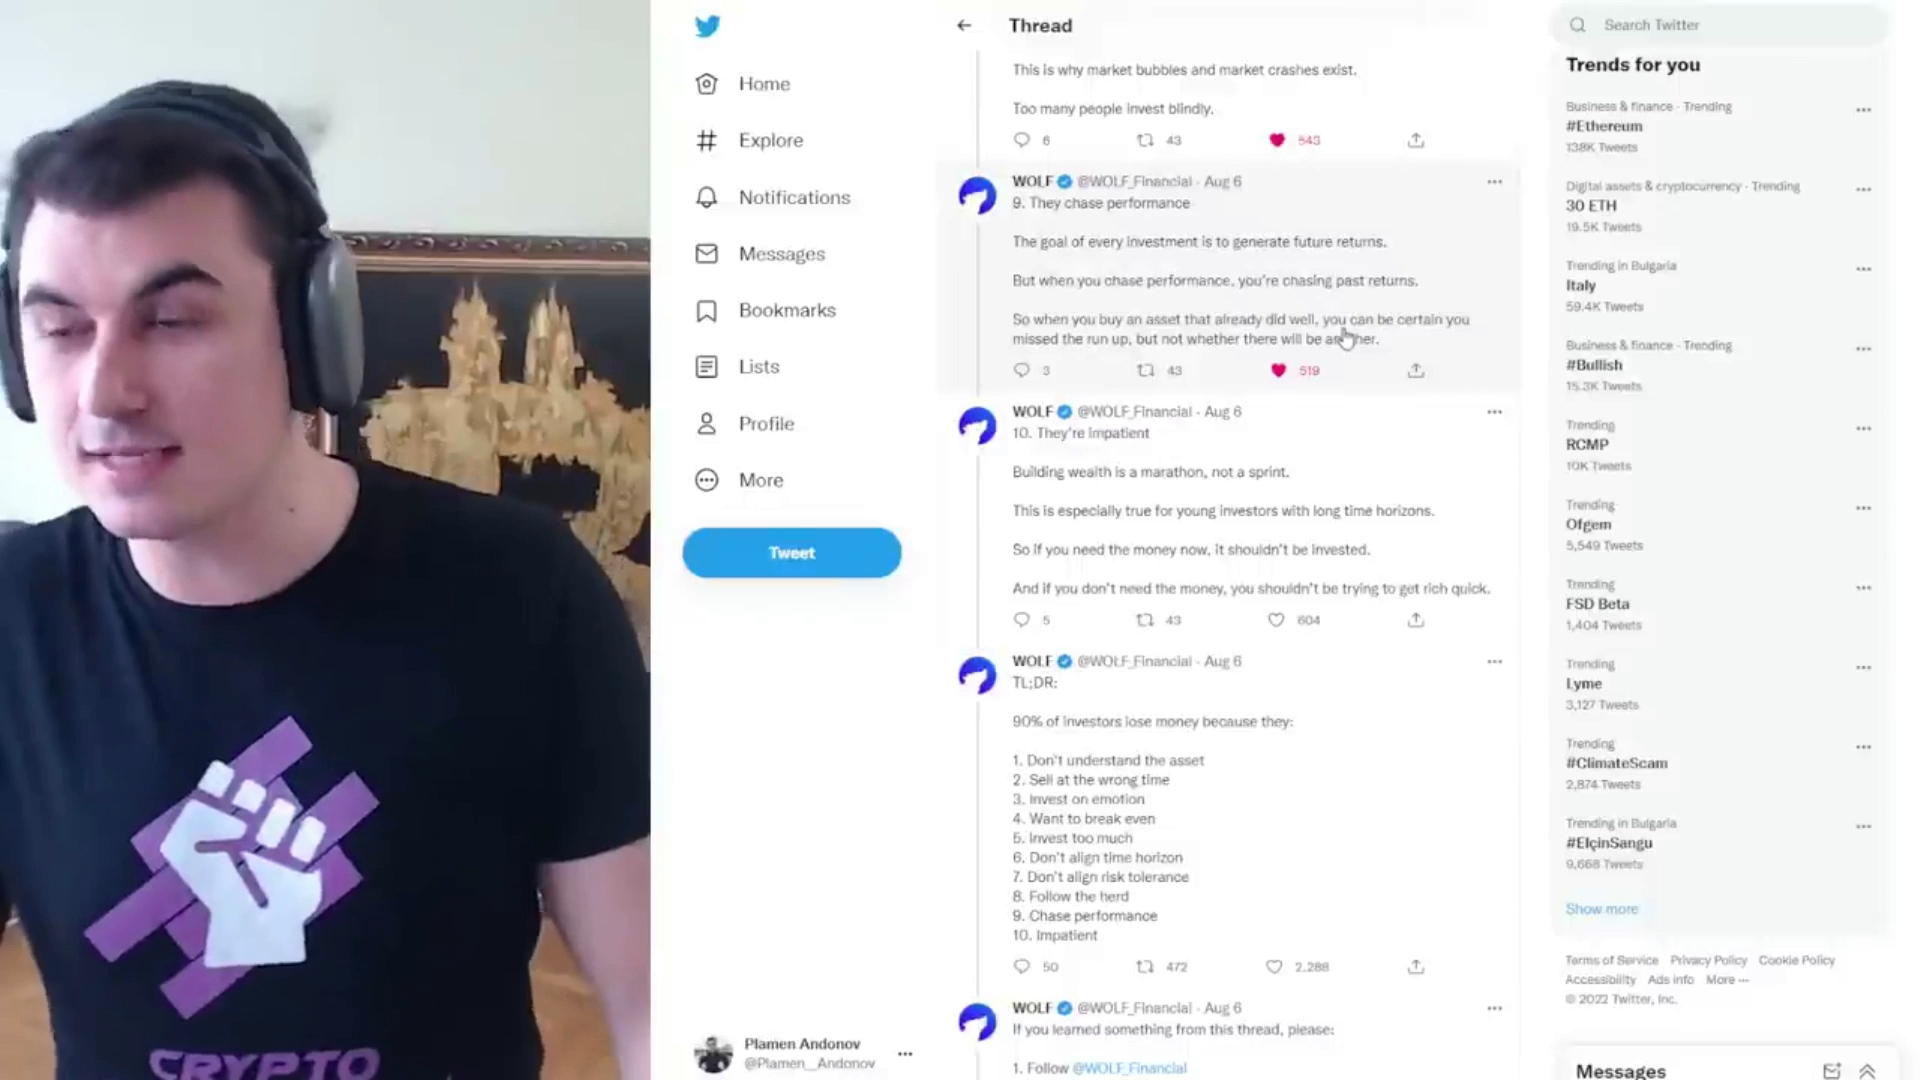 CRYPTO
Home
Explore
Notifications
Messages
Bookmarks
Lists
Profile
More
Tweet
Plamen Andonov
@Plamen__Andonov
Thread
This is why market bubbles and market crashes exist.
Too many people invest blindly.
6 43 543
WOLF @WOLF_Financial · Aug 6
9. They chase performance
The goal of every investment is to generate future returns.
But when you chase performance, you're chasing past returns.
So when you buy an asset that already did well, you can be certain you
missed the run up, but not whether there will be another.
3 43 519
WOLF @WOLF_Financial · Aug 6
10. They're impatient
Building wealth is a marathon, not a sprint.
This is especially true for young investors with long time horizons.
So if you need the money now, it shouldn't be invested.
And if you don't need the money, you shouldn't be trying to get rich quick.
5 43 604
WOLF @WOLF_Financial · Aug 6
TL;DR:
90% of investors lose money because they:
1. Don't understand the asset
2. Sell at the wrong time
3. Invest on emotion
4. Want to break even
5. Invest too much
6. Don't align time horizon
7. Don't align risk tolerance
8. Follow the herd
9. Chase performance
10. Impatient
50 472 2,288
WOLF @WOLF_Financial · Aug 6
If you learned something from this thread, please:
1. Follow @WOLF_Financial
Search Twitter
Trends for you
Business & finance · Trending
#Ethereum
138K Tweets
Digital assets & cryptocurrency · Trending
30 ETH
19.5K Tweets
Trending in Bulgaria
Italy
59.4K Tweets
Business & finance · Trending
#Bullish
15.3K Tweets
Trending
RCMP
10K Tweets
Trending
Ofgem
5,549 Tweets
Trending
FSD Beta
1,404 Tweets
Trending
Lyme
3,127 Tweets
Trending
#ClimateScam
2,874 Tweets
Trending in Bulgaria
#ElçinSangu
9,668 Tweets
Show more
Terms of Service Privacy Policy Cookie Policy
Accessibility Ads info More ···
© 2022 Twitter, Inc.
Messages